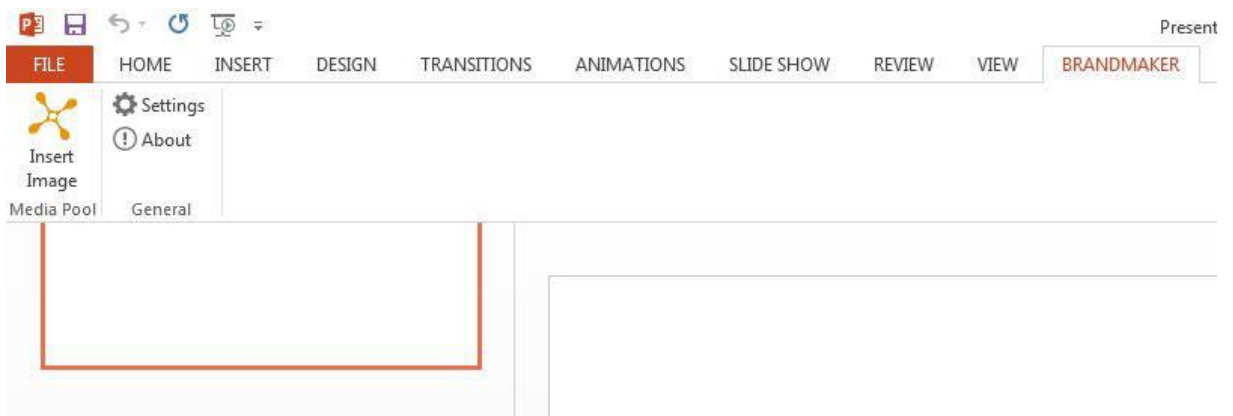 Present
FILE HOME INSERT DESIGN TRANSITIONS ANIMATIONS SLIDE SHOW REVIEW VIEW BRANDMAKER
Insert
Image
Settings
About
Media Pool General